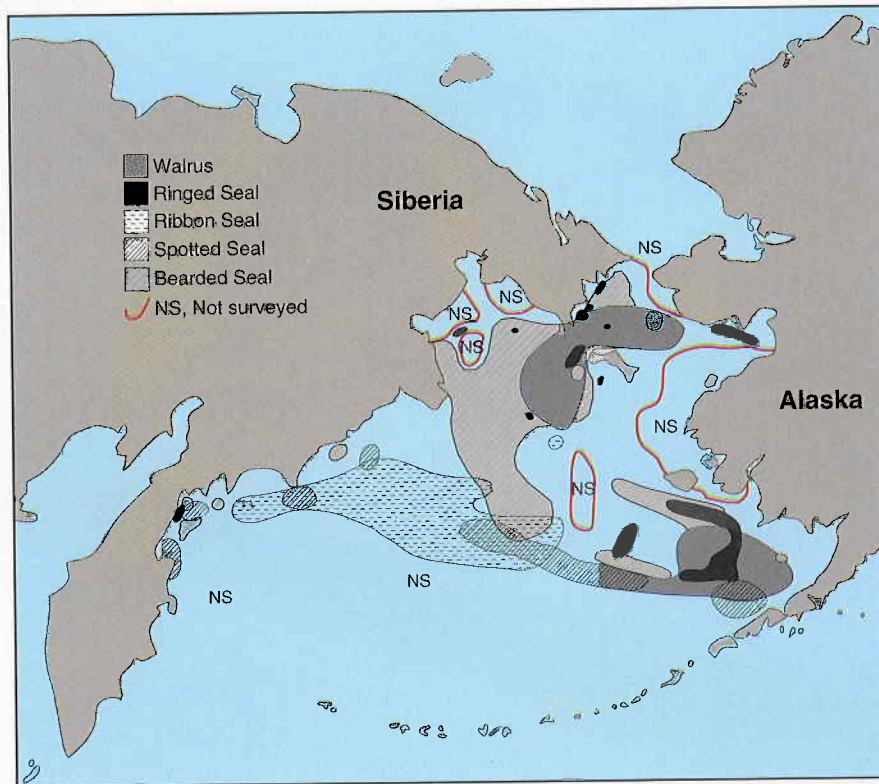 Walrus
Ringed Seal
Ribbon Seal
Spotted Seal
Bearded Seal
NS, Not surveyed
Siberia
NS
NS
NS
NS
Alaska
NS
NS
NS
NS